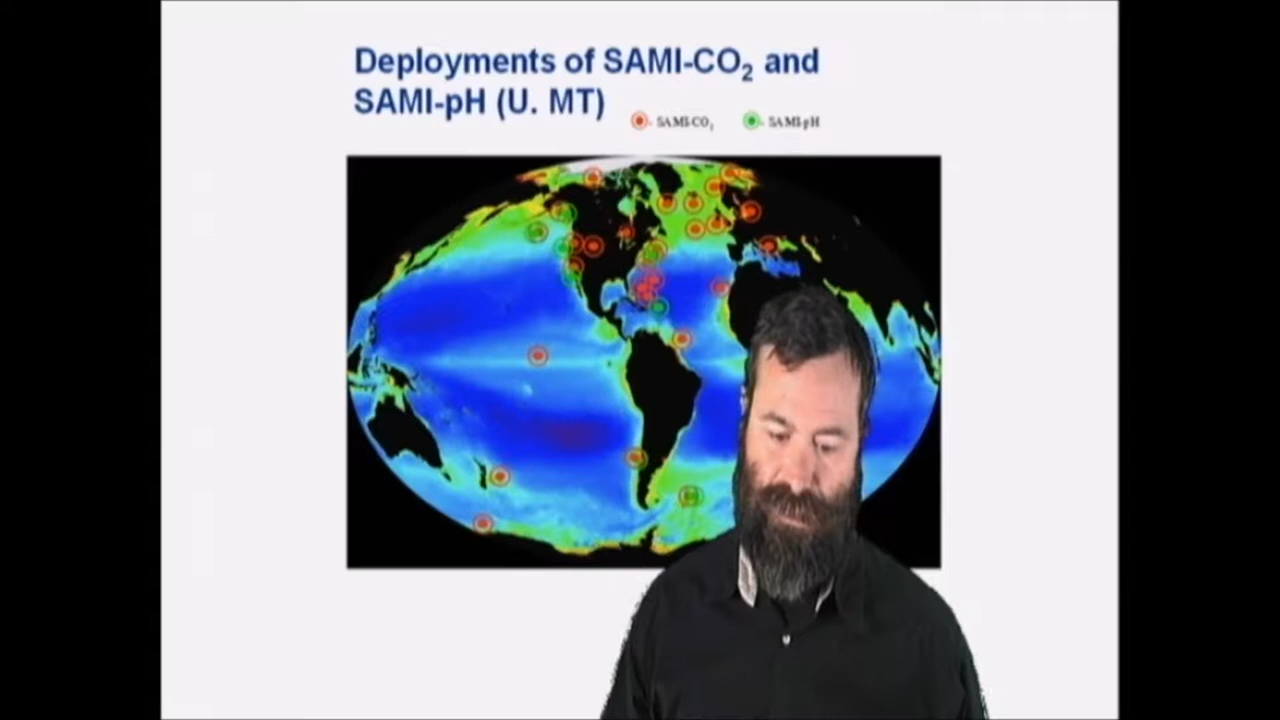 Deployments of SAMI-CO₂ and
SAMI-pH (U. MT)
- SAMI-CO₂ - SAMI-pH